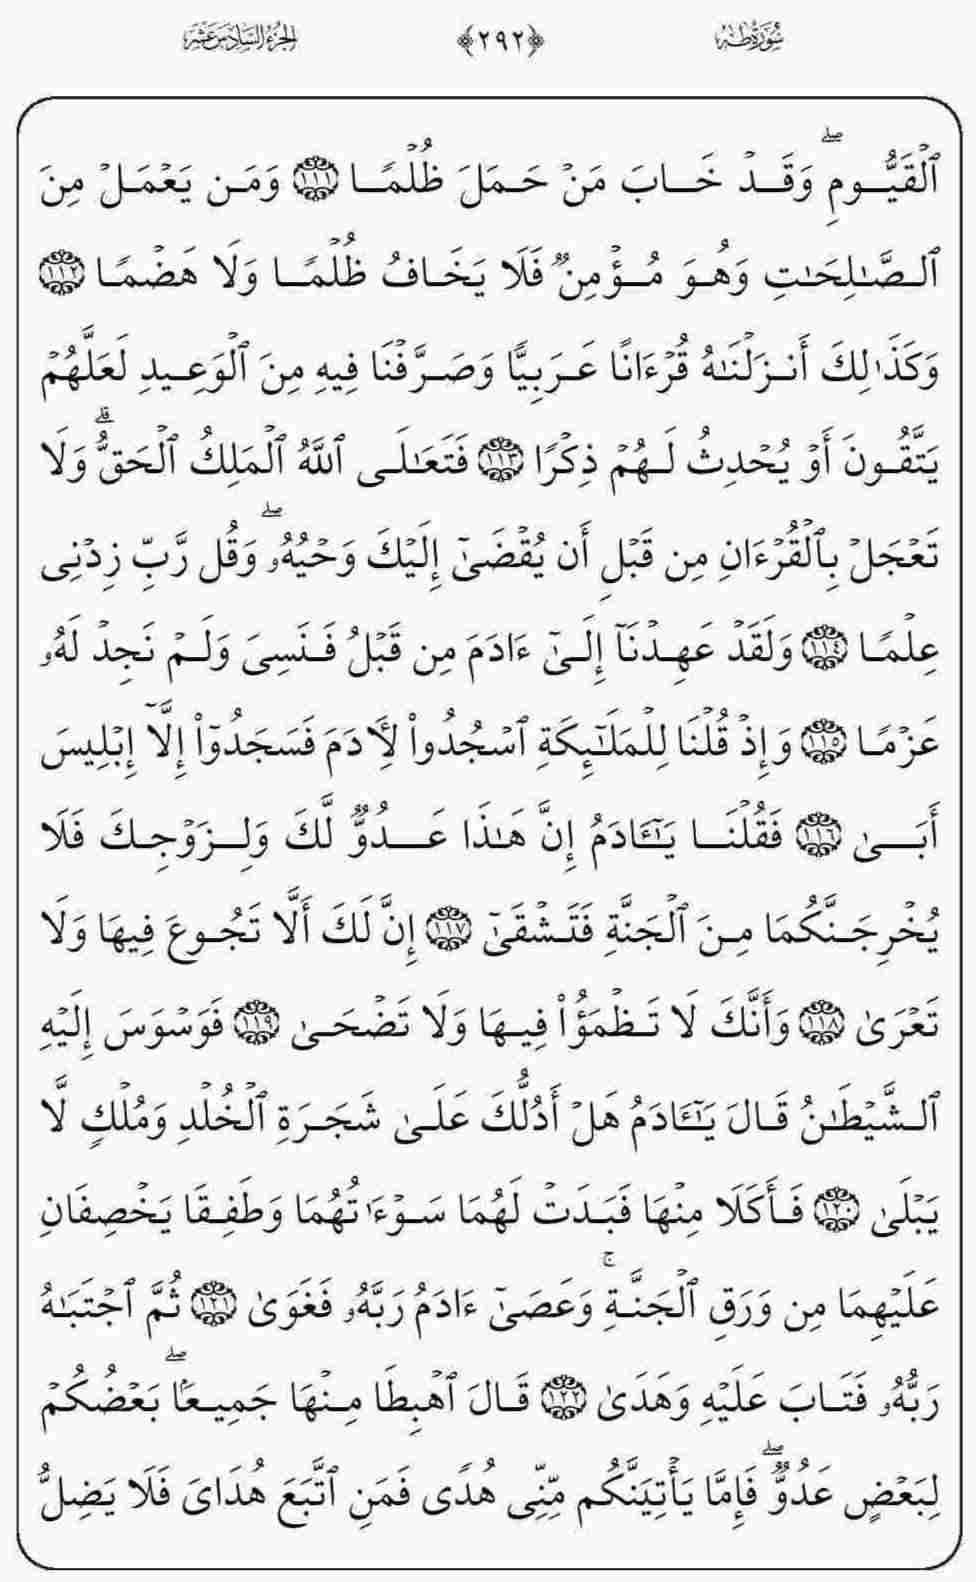 سُورَةُ طه ﴿٢٩٢﴾ الجُزْءُ السَّادِسَ عَشَرَ
ٱلْقَيُّومِۖ وَقَدْ خَابَ مَنْ حَمَلَ ظُلْمًا ١١١ وَمَن يَعْمَلْ مِنَ
ٱلصَّٰلِحَٰتِ وَهُوَ مُؤْمِنٌ فَلَا يَخَافُ ظُلْمًا وَلَا هَضْمًا ١١٢
وَكَذَٰلِكَ أَنزَلْنَٰهُ قُرْءَانًا عَرَبِيًّا وَصَرَّفْنَا فِيهِ مِنَ ٱلْوَعِيدِ لَعَلَّهُمْ
يَتَّقُونَ أَوْ يُحْدِثُ لَهُمْ ذِكْرًا ١١٣ فَتَعَٰلَى ٱللَّهُ ٱلْمَلِكُ ٱلْحَقُّۗ وَلَا
تَعْجَلْ بِٱلْقُرْءَانِ مِن قَبْلِ أَن يُقْضَىٰٓ إِلَيْكَ وَحْيُهُۥۖ وَقُل رَّبِّ زِدْنِى
عِلْمًا ١١٤ وَلَقَدْ عَهِدْنَآ إِلَىٰٓ ءَادَمَ مِن قَبْلُ فَنَسِىَ وَلَمْ نَجِدْ لَهُۥ
عَزْمًا ١١٥ وَإِذْ قُلْنَا لِلْمَلَٰٓئِكَةِ ٱسْجُدُوا۟ لِءَادَمَ فَسَجَدُوٓا۟ إِلَّآ إِبْلِيسَ
أَبَىٰ ١١٦ فَقُلْنَا يَٰٓـَٔادَمُ إِنَّ هَٰذَا عَدُوٌّ لَّكَ وَلِزَوْجِكَ فَلَا
يُخْرِجَنَّكُمَا مِنَ ٱلْجَنَّةِ فَتَشْقَىٰٓ ١١٧ إِنَّ لَكَ أَلَّا تَجُوعَ فِيهَا وَلَا
تَعْرَىٰ ١١٨ وَأَنَّكَ لَا تَظْمَؤُا۟ فِيهَا وَلَا تَضْحَىٰ ١١٩ فَوَسْوَسَ إِلَيْهِ
ٱلشَّيْطَٰنُ قَالَ يَٰٓـَٔادَمُ هَلْ أَدُلُّكَ عَلَىٰ شَجَرَةِ ٱلْخُلْدِ وَمُلْكٍ لَّا
يَبْلَىٰ ١٢٠ فَأَكَلَا مِنْهَا فَبَدَتْ لَهُمَا سَوْءَٰتُهُمَا وَطَفِقَا يَخْصِفَانِ
عَلَيْهِمَا مِن وَرَقِ ٱلْجَنَّةِۚ وَعَصَىٰٓ ءَادَمُ رَبَّهُۥ فَغَوَىٰ ١٢١ ثُمَّ ٱجْتَبَٰهُ
رَبُّهُۥ فَتَابَ عَلَيْهِ وَهَدَىٰ ١٢٢ قَالَ ٱهْبِطَا مِنْهَا جَمِيعًۢاۖ بَعْضُكُمْ
لِبَعْضٍ عَدُوٌّۖ فَإِمَّا يَأْتِيَنَّكُم مِّنِّى هُدًى فَمَنِ ٱتَّبَعَ هُدَاىَ فَلَا يَضِلُّ